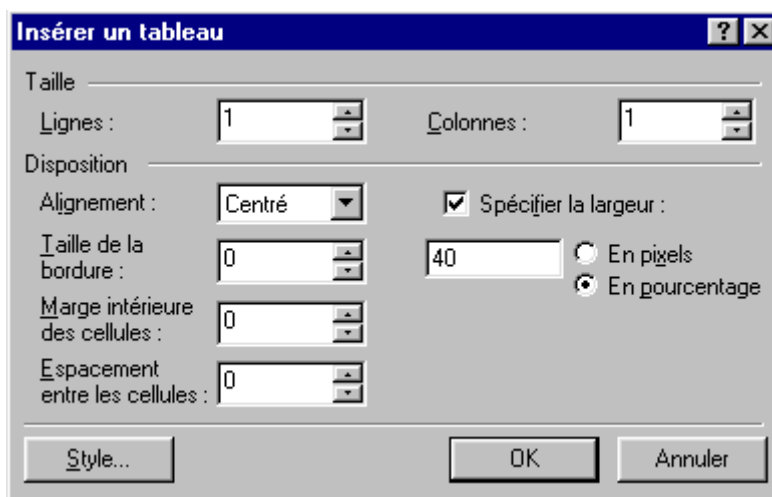 Insérer un tableau
Taille
Lignes : 1 Colonnes : 1
Disposition
Alignement : Centré Spécifier la largeur :
Taille de la
bordure : 0 40 En pixels
En pourcentage
Marge intérieure
des cellules : 0
Espacement
entre les cellules : 0
Style... OK Annuler